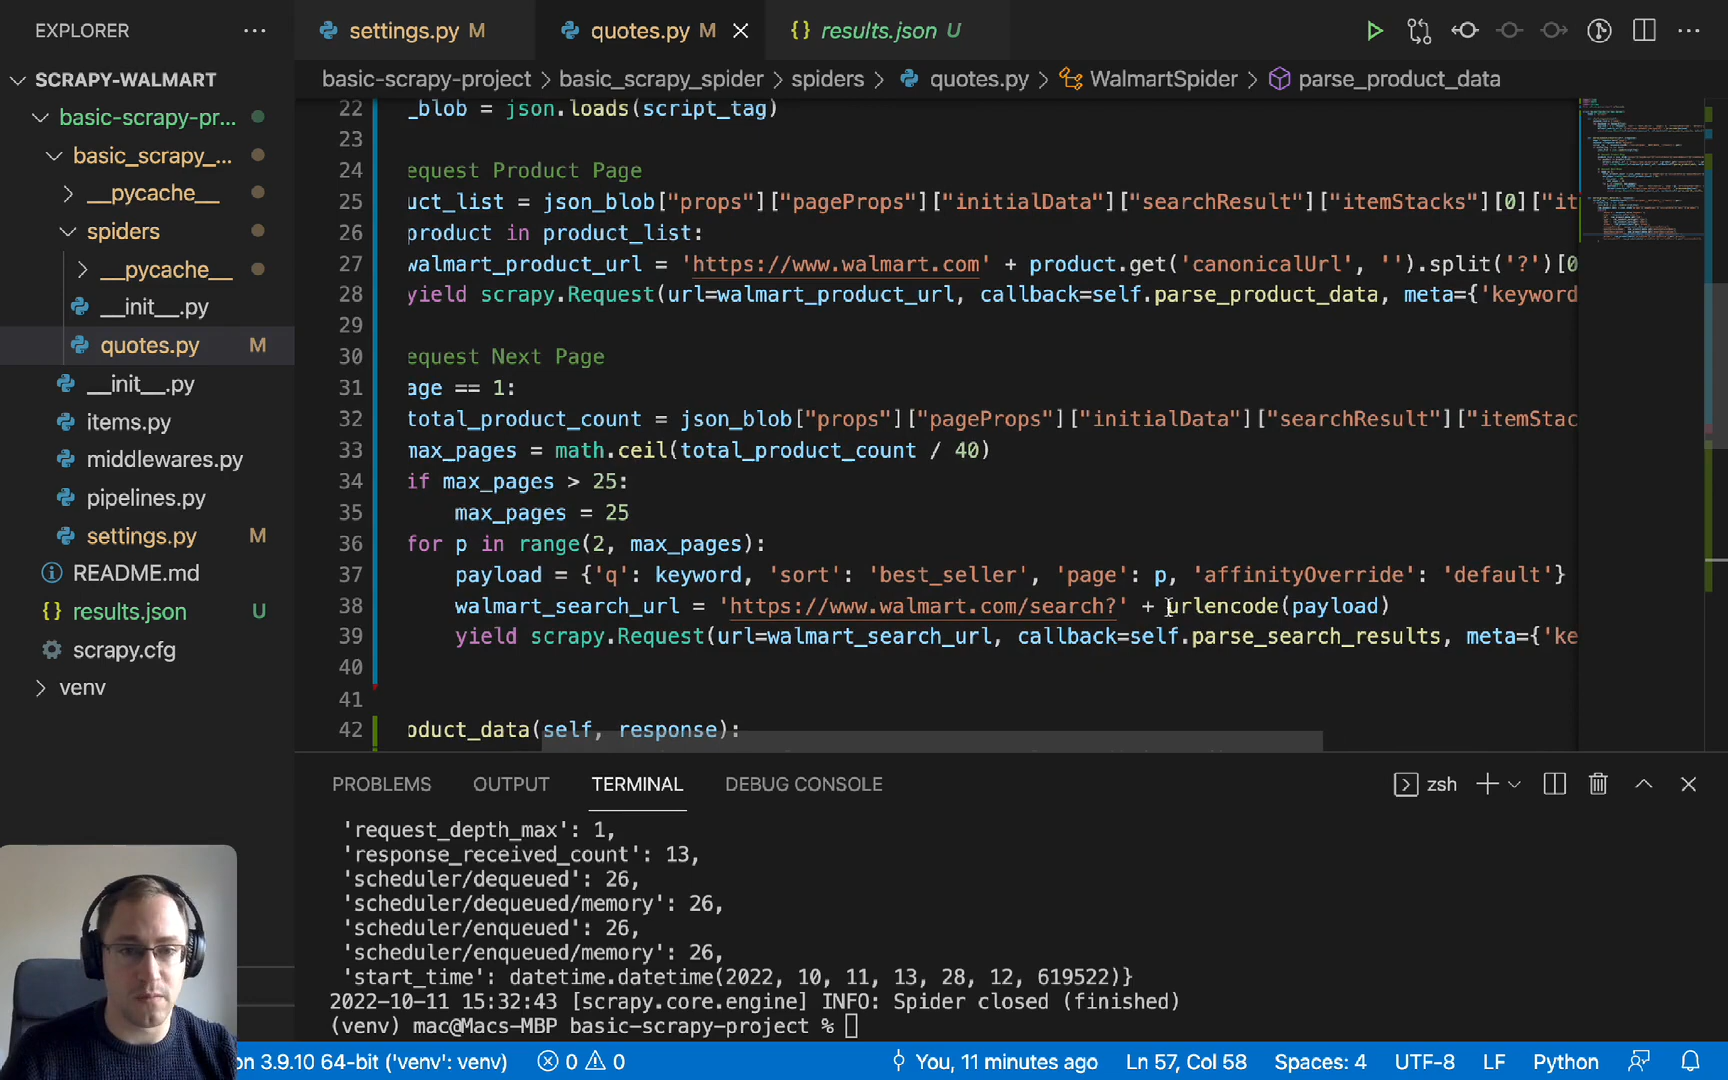 EXPLORER
SCRAPY-WALMART
basic-scrapy-pr...
basic_scrapy_...
__pycache__
spiders
__pycache__
__init__.py
quotes.py M
__init__.py
items.py
middlewares.py
pipelines.py
settings.py M
README.md
{} results.json U
scrapy.cfg
venv
settings.py M
quotes.py M
{} results.json U
basic-scrapy-project > basic_scrapy_spider > spiders > quotes.py > WalmartSpider > parse_product_data
22 _blob = json.loads(script_tag)
23
24 equest Product Page
25 uct_list = json_blob["props"]["pageProps"]["initialData"]["searchResult"]["itemStacks"][0]["it
26 product in product_list:
27 walmart_product_url = 'https://www.walmart.com' + product.get('canonicalUrl', '').split('?')[0
28 yield scrapy.Request(url=walmart_product_url, callback=self.parse_product_data, meta={'keyword
29
30 equest Next Page
31 age == 1:
32 total_product_count = json_blob["props"]["pageProps"]["initialData"]["searchResult"]["itemStac
33 max_pages = math.ceil(total_product_count / 40)
34 if max_pages > 25:
35 max_pages = 25
36 for p in range(2, max_pages):
37 payload = {'q': keyword, 'sort': 'best_seller', 'page': p, 'affinityOverride': 'default'}
38 walmart_search_url = 'https://www.walmart.com/search?' + urlencode(payload)
39 yield scrapy.Request(url=walmart_search_url, callback=self.parse_search_results, meta={'ke
40
41
42 oduct_data(self, response):
PROBLEMS OUTPUT TERMINAL DEBUG CONSOLE
zsh
'request_depth_max': 1,
'response_received_count': 13,
'scheduler/dequeued': 26,
'scheduler/dequeued/memory': 26,
'scheduler/enqueued': 26,
'scheduler/enqueued/memory': 26,
'start_time': datetime.datetime(2022, 10, 11, 13, 28, 12, 619522)}
2022-10-11 15:32:43 [scrapy.core.engine] INFO: Spider closed (finished)
(venv) mac@Macs-MBP basic-scrapy-project %
on 3.9.10 64-bit ('venv': venv) 0 0 You, 11 minutes ago Ln 57, Col 58 Spaces: 4 UTF-8 LF Python